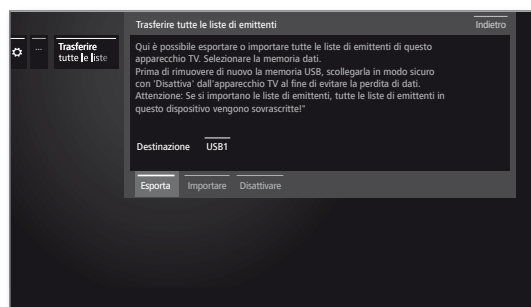 Trasferire tutte le liste di emittenti Indietro
...
Trasferire
tutte le liste
Qui è possibile esportare o importare tutte le liste di emittenti di questo
apparecchio TV. Selezionare la memoria dati.
Prima di rimuovere di nuovo la memoria USB, scollegarla in modo sicuro
con 'Disattiva' dall'apparecchio TV al fine di evitare la perdita di dati.
Attenzione: Se si importano le liste di emittenti, tutte le liste di emittenti in
questo dispositivo vengono sovrascritte!"
Destinazione USB1
Esporta Importare Disattivare